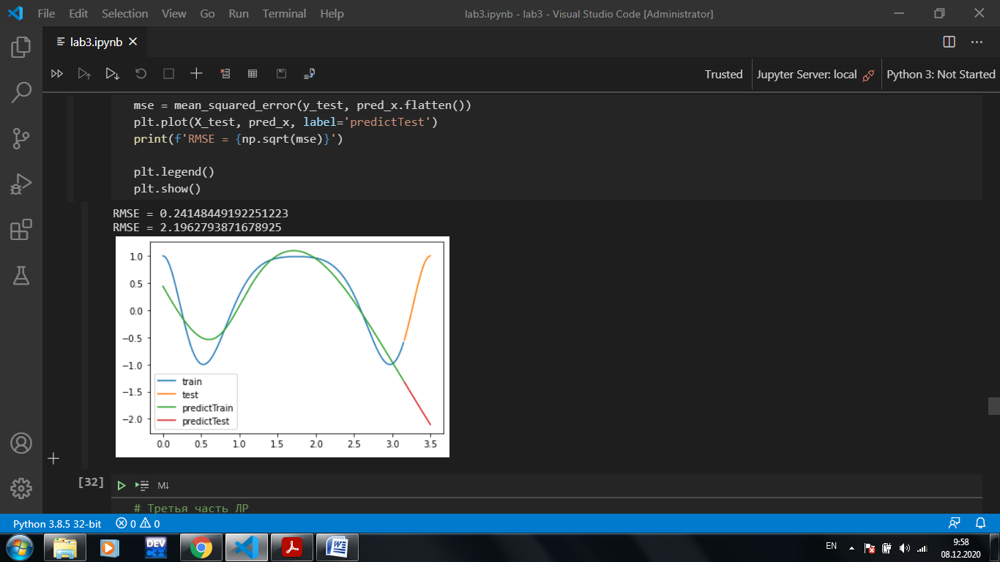 File Edit Selection View Go Run Terminal Help
lab3.ipynb - lab3 - Visual Studio Code [Administrator]
lab3.ipynb
Trusted
Jupyter Server: local
Python 3: Not Started
mse = mean_squared_error(y_test, pred_x.flatten())
plt.plot(X_test, pred_x, label='predictTest')
print(f'RMSE = {np.sqrt(mse)}')
plt.legend()
plt.show()
RMSE = 0.24148449192251223
RMSE = 2.1962793871678925
1.0
0.5
0.0
−0.5
−1.0
−1.5
−2.0
train
test
predictTrain
predictTest
0.0 0.5 1.0 1.5 2.0 2.5 3.0 3.5
[32]
M↓
# Третья часть ЛР
Python 3.8.5 32-bit
0
0
DEV
C++
EN
9:58
08.12.2020